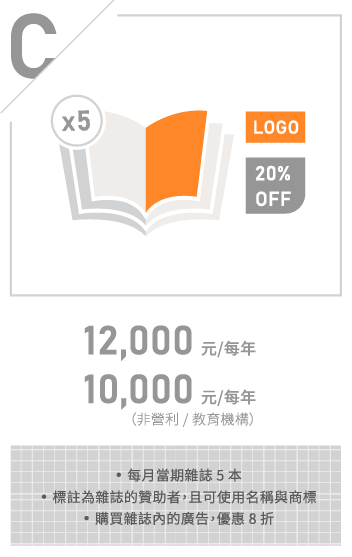 C
x5
LOGO
20%
OFF
12,000 元/每年
10,000 元/每年
（非營利 / 教育機構）
• 每月當期雜誌 5 本
• 標註為雜誌的贊助者，且可使用名稱與商標
• 購買雜誌內的廣告，優惠 8 折